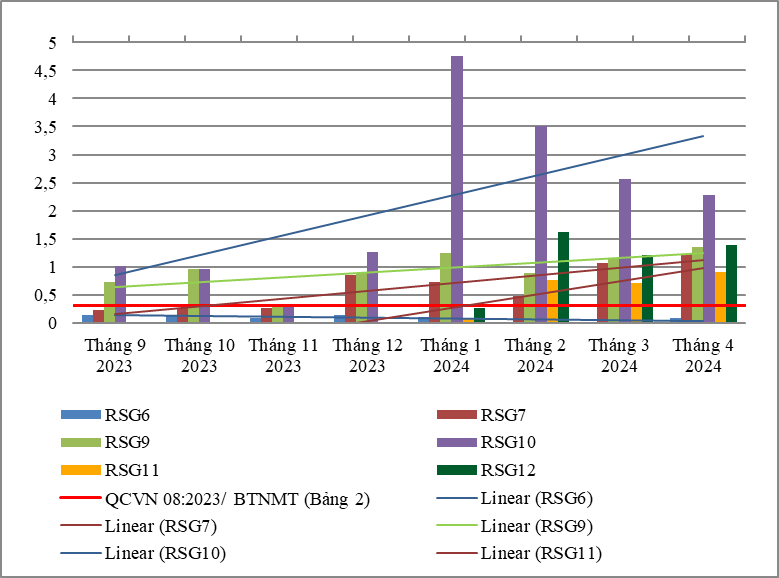 5
4,5
4
3,5
3
2,5
2
1,5
1
0,5
0
Tháng 9 Tháng 10 Tháng 11 Tháng 12 Tháng 1 Tháng 2 Tháng 3 Tháng 4
2023 2023 2023 2023 2024 2024 2024 2024
RSG6 RSG7
RSG9 RSG10
RSG11 RSG12
QCVN 08:2023/ BTNMT (Bảng 2) Linear (RSG6)
Linear (RSG7) Linear (RSG9)
Linear (RSG10) Linear (RSG11)